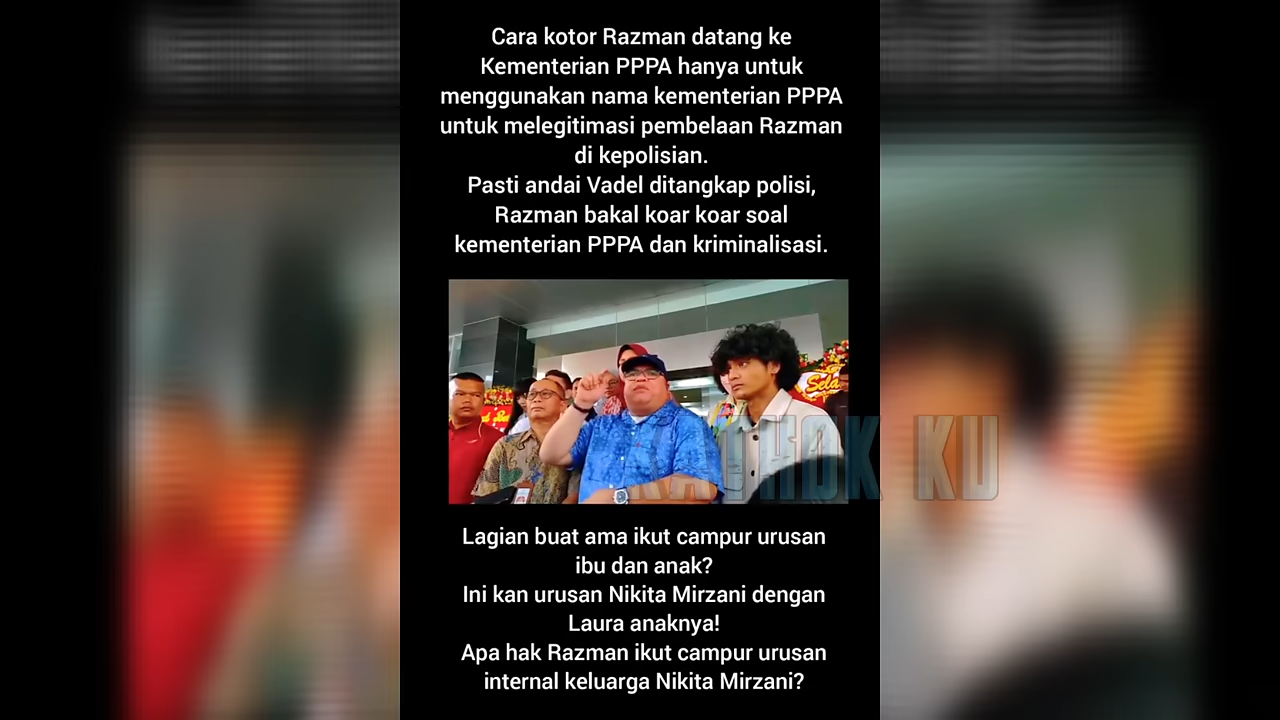 Cara kotor Razman datang ke
Kementerian PPPA hanya untuk
menggunakan nama kementerian PPPA
untuk melegitimasi pembelaan Razman
di kepolisian.
Pasti andai Vadel ditangkap polisi,
Razman bakal koar koar soal
kementerian PPPA dan kriminalisasi.
Sela
KATHOK KU
Lagian buat ama ikut campur urusan
ibu dan anak?
Ini kan urusan Nikita Mirzani dengan
Laura anaknya!
Apa hak Razman ikut campur urusan
internal keluarga Nikita Mirzani?